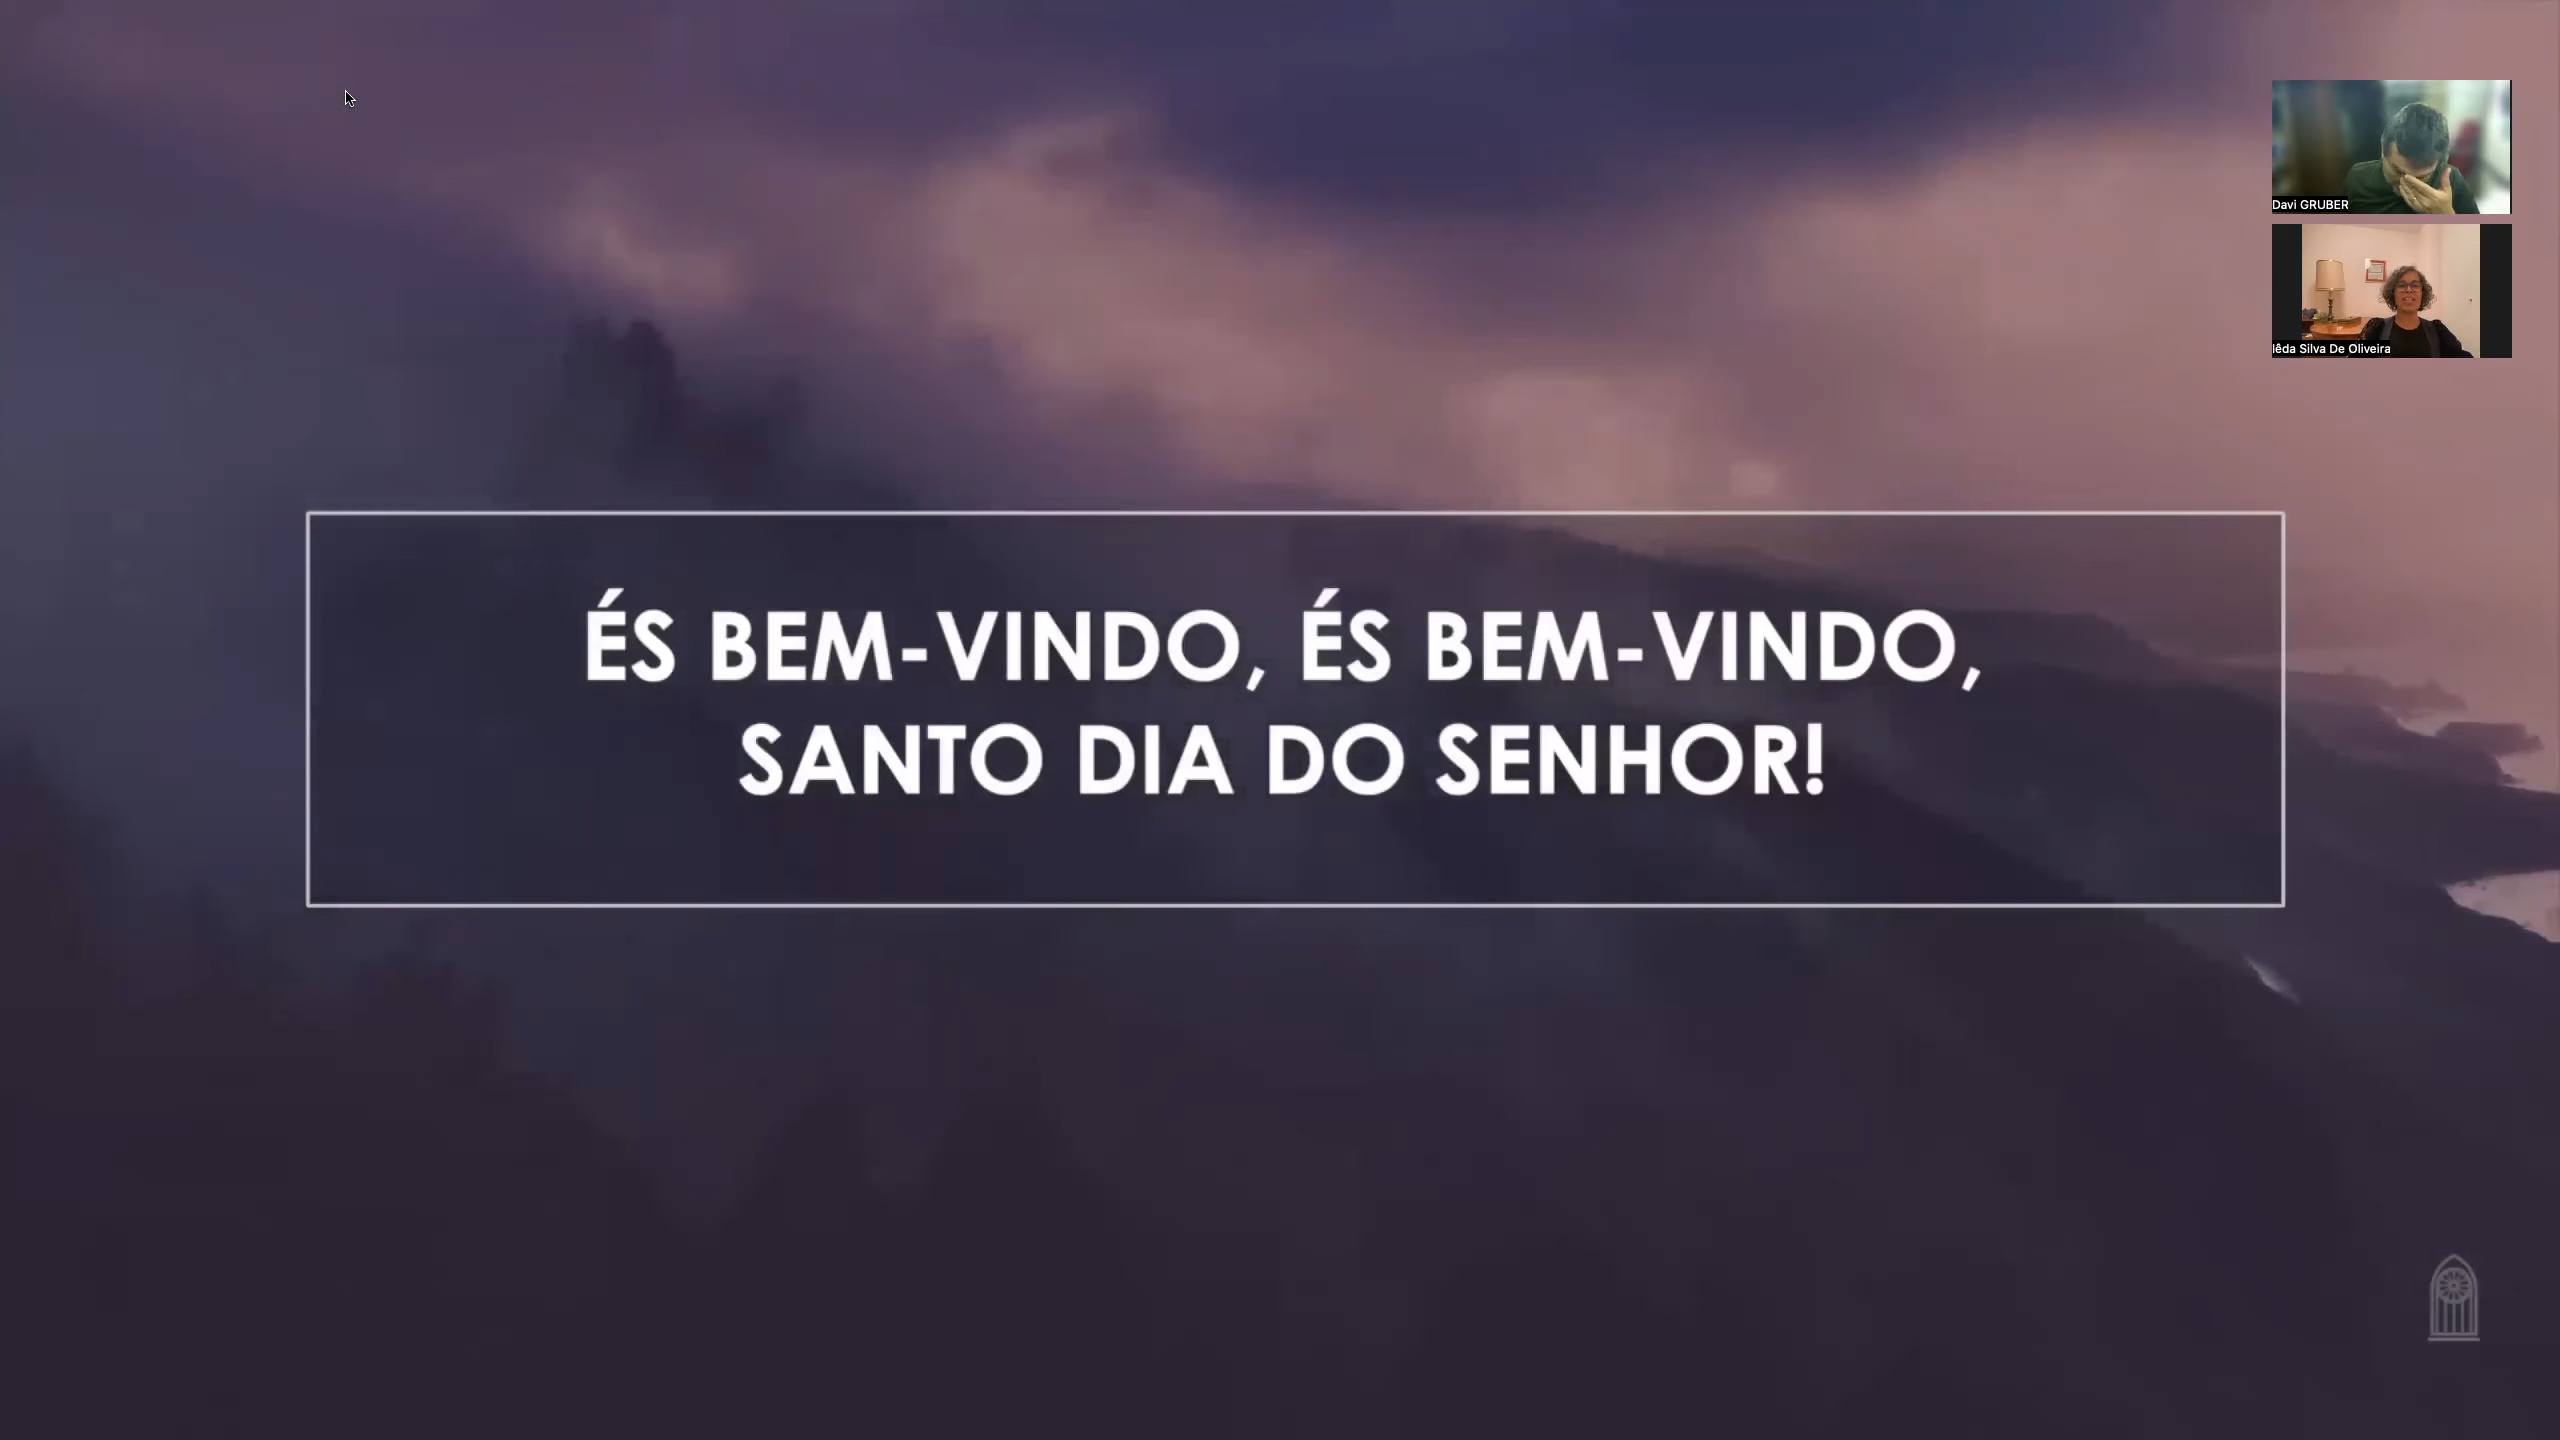 Davi GRUBER
Iêda Silva De Oliveira
ÉS BEM-VINDO, ÉS BEM-VINDO,
SANTO DIA DO SENHOR!